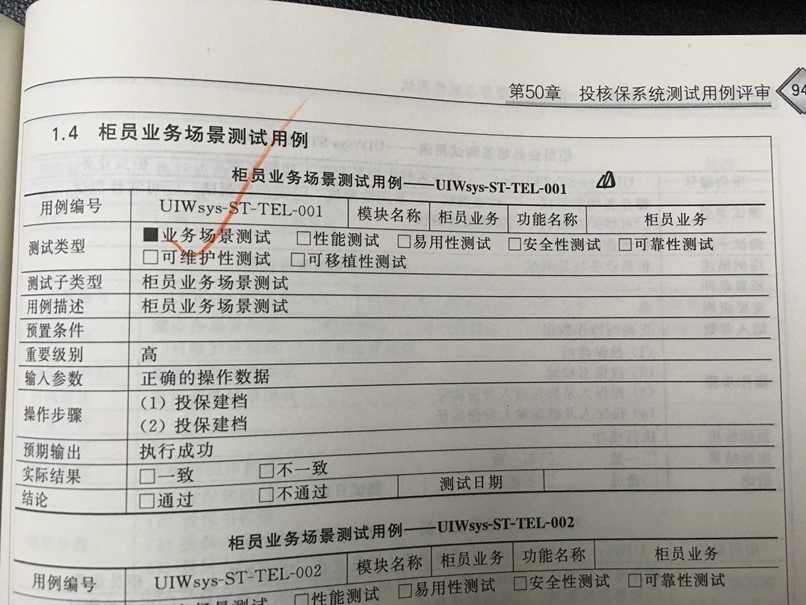 第50章 投核保系统测试用例评审 94
1.4 柜员业务场景测试用例
柜员业务场景测试用例——UIWsys-ST-TEL-001
用例编号 UIWsys-ST-TEL-001 模块名称 柜员业务 功能名称 柜员业务
测试类型 ■业务场景测试 □性能测试 □易用性测试 □安全性测试 □可靠性测试
□可维护性测试 □可移植性测试
测试子类型 柜员业务场景测试
用例描述 柜员业务场景测试
预置条件
重要级别 高
输入参数 正确的操作数据
操作步骤 (1) 投保建档
(2) 投保建档
预期输出 执行成功
实际结果 □一致 □不一致 测试日期
结论 □通过 □不通过
柜员业务场景测试用例——UIWsys-ST-TEL-002
用例编号 UIWsys-ST-TEL-002 模块名称 柜员业务 功能名称 柜员业务
□性能测试 □易用性测试 □安全性测试 □可靠性测试